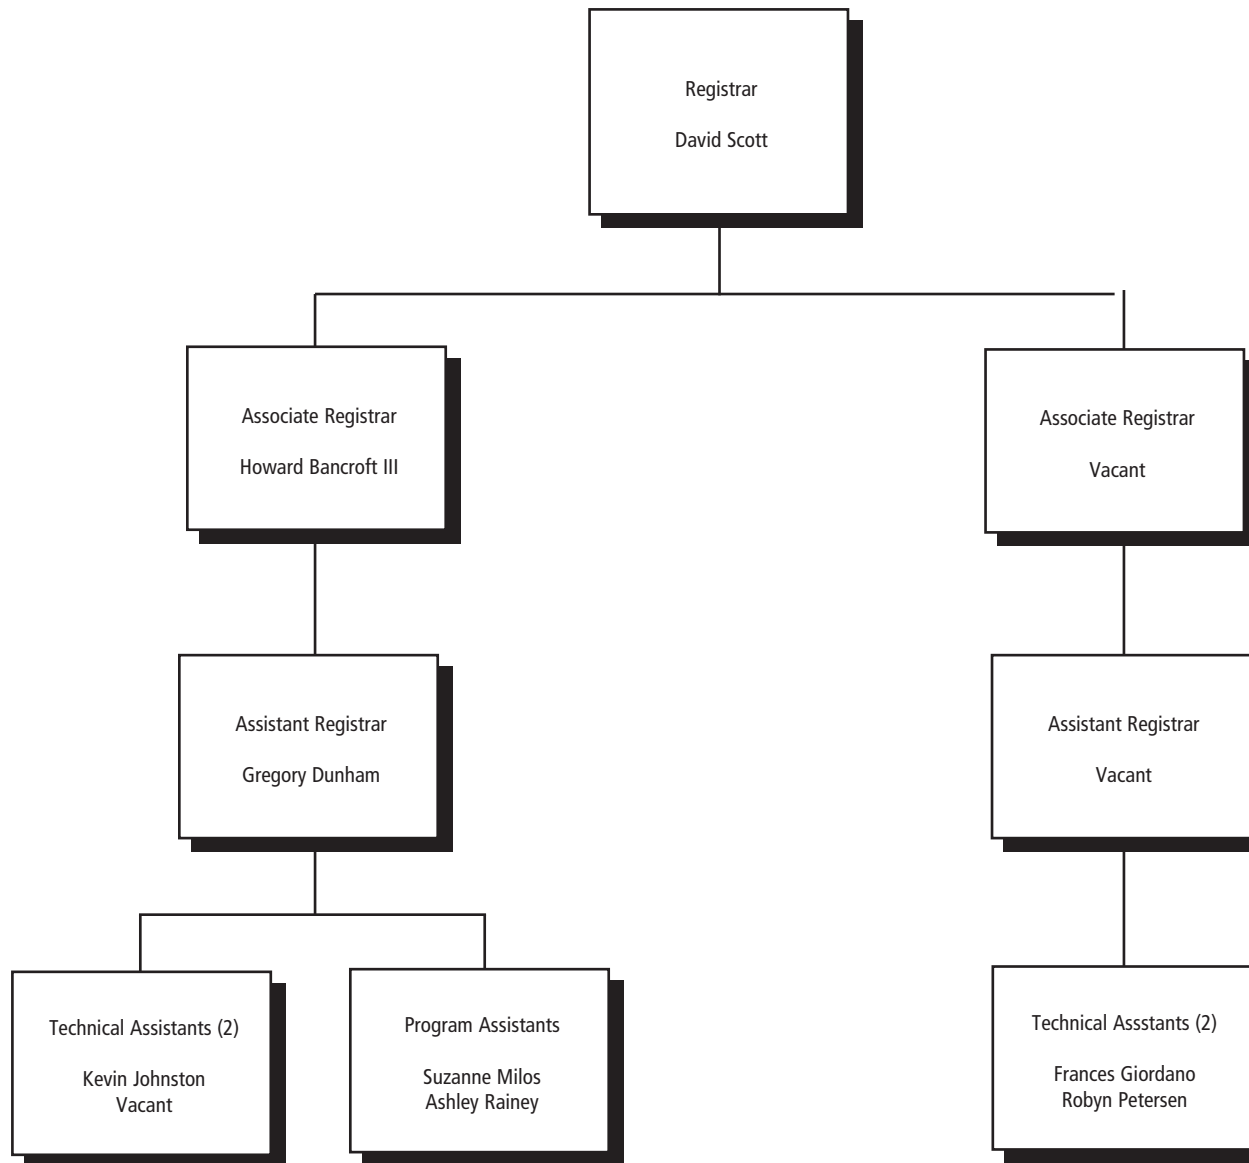 Registrar
David Scott
Associate Registrar
Howard Bancroft III
Associate Registrar
Vacant
Assistant Registrar
Gregory Dunham
Assistant Registrar
Vacant
Technical Assistants (2)
Kevin Johnston
Vacant
Program Assistants
Suzanne Milos
Ashley Rainey
Technical Assstants (2)
Frances Giordano
Robyn Petersen